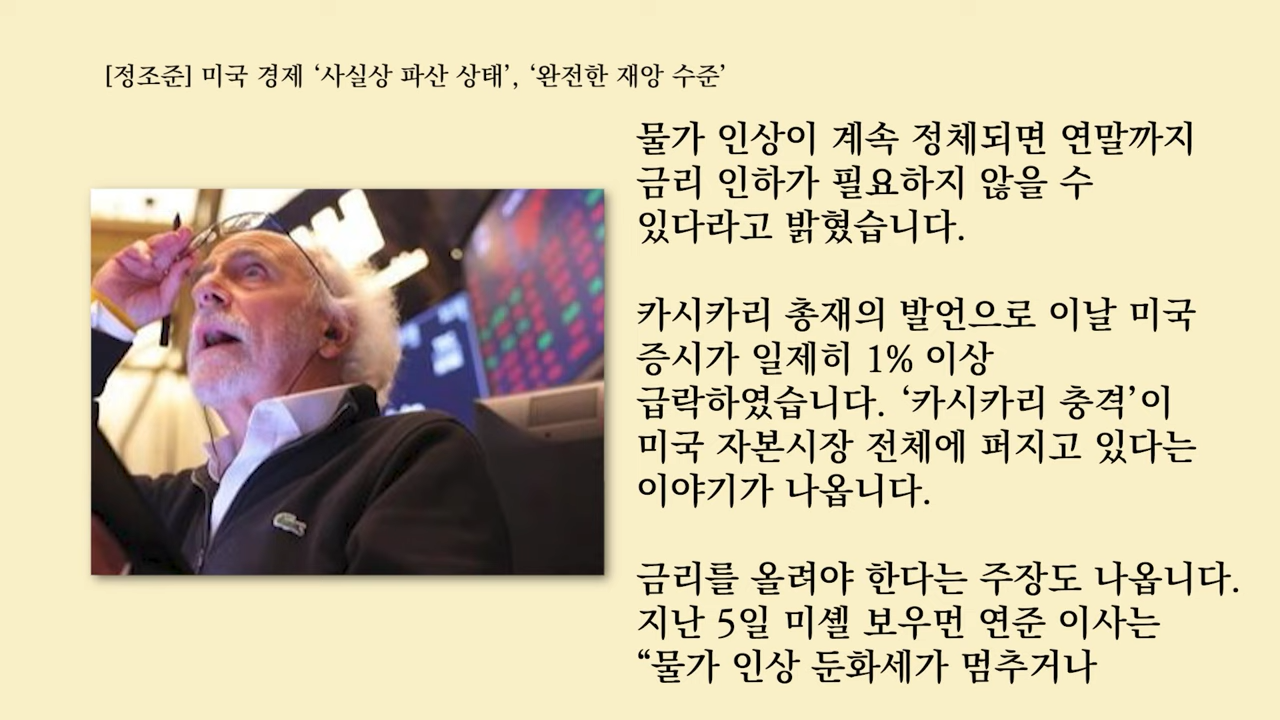 [정조준] 미국 경제 ‘사실상 파산 상태’, ‘완전한 재앙 수준’
물가 인상이 계속 정체되면 연말까지
금리 인하가 필요하지 않을 수
있다라고 밝혔습니다.
카시카리 총재의 발언으로 이날 미국
증시가 일제히 1% 이상
급락하였습니다. ‘카시카리 충격’이
미국 자본시장 전체에 퍼지고 있다는
이야기가 나옵니다.
금리를 올려야 한다는 주장도 나옵니다.
지난 5일 미셸 보우먼 연준 이사는
“물가 인상 둔화세가 멈추거나